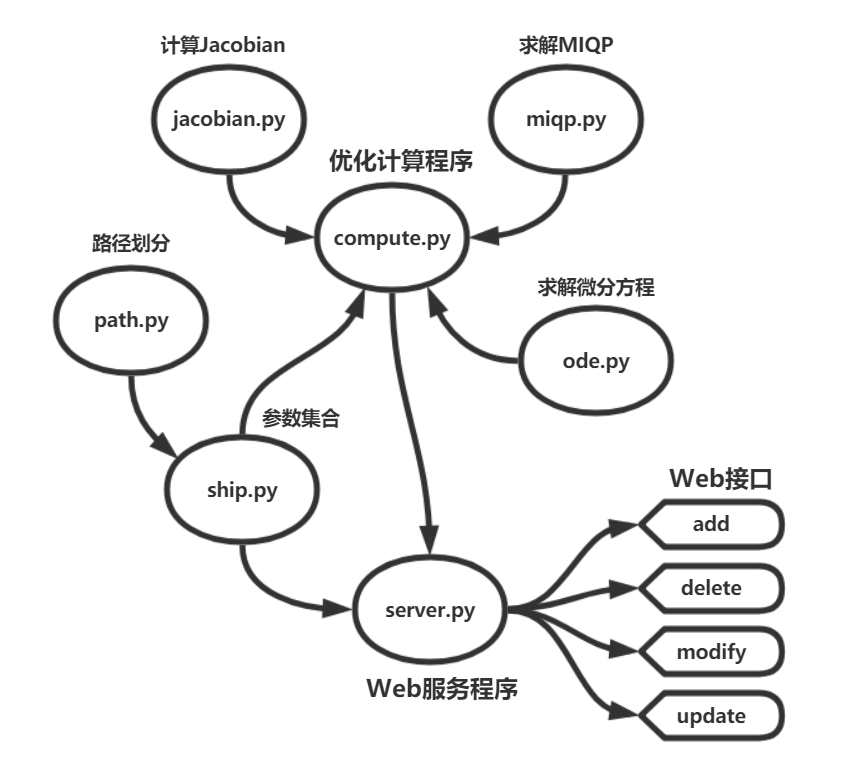 计算Jacobian
jacobian.py
求解MIQP
miqp.py
优化计算程序
compute.py
路径划分
path.py
求解微分方程
ode.py
参数集合
ship.py
server.py
Web服务程序
Web接口
add
delete
modify
update